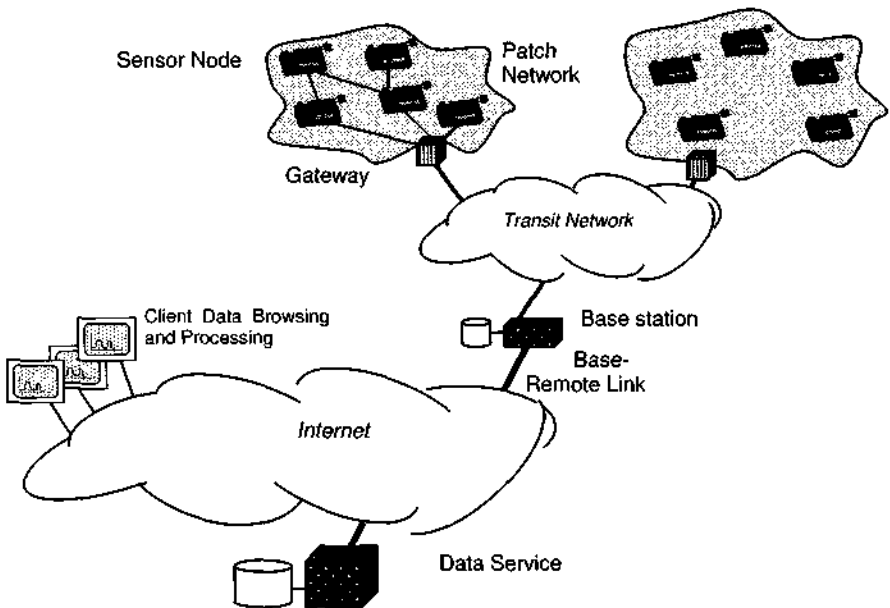 Sensor Node
Patch
Network
Gateway
Transit Network
Client Data Browsing
and Processing
Base station
Base-
Remote Link
Internet
Data Service